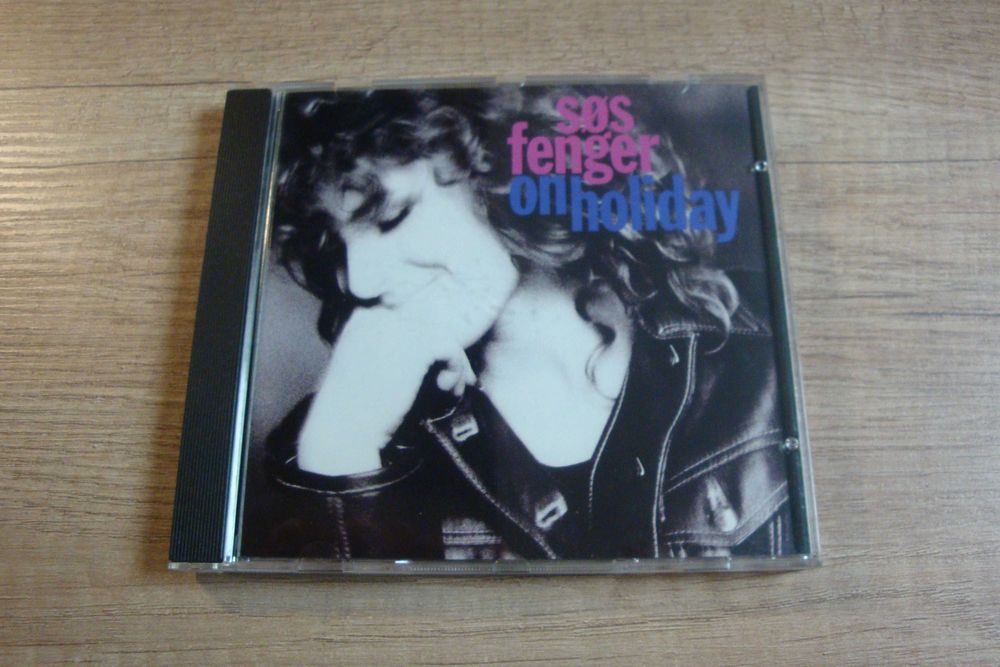 søs
fenger
on holiday